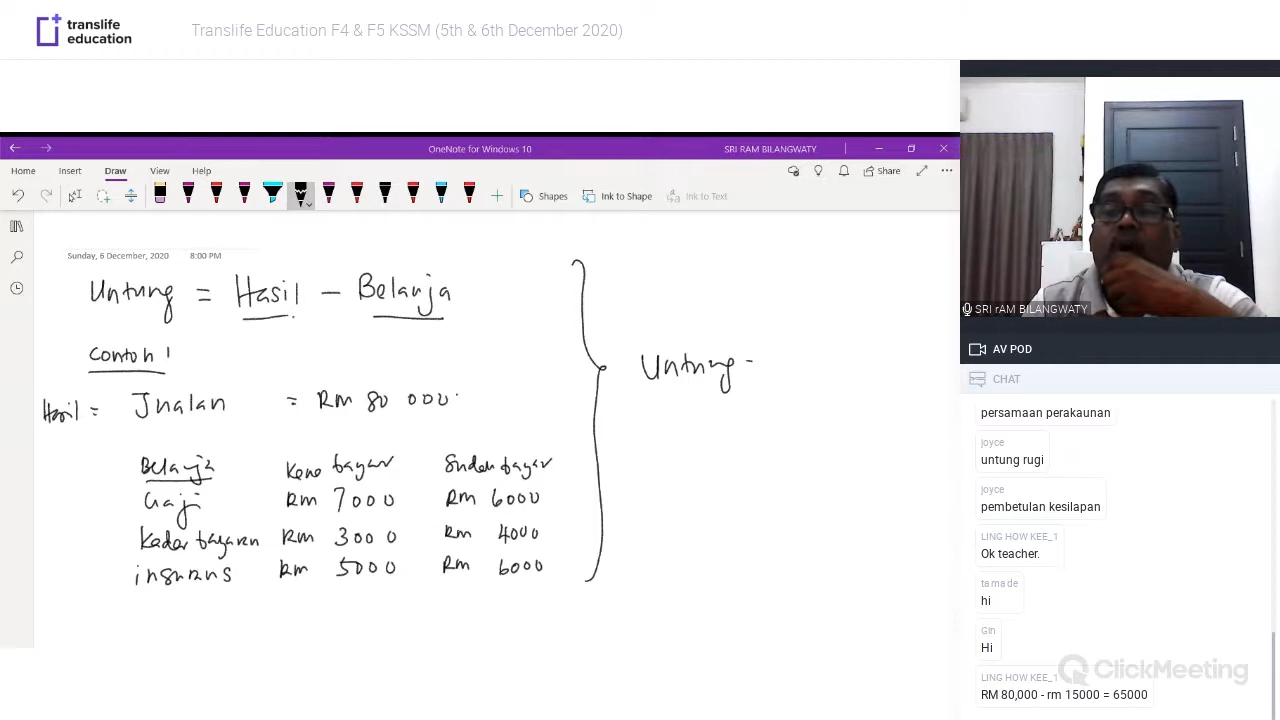 translife education
Translife Education F4 & F5 KSSM (5th & 6th December 2020)
OneNote for Windows 10
SRI RAM BILANGWATY
Home Insert Draw View Help
Share
Shapes Ink to Shape Ink to Text
Sunday, 6 December, 2020 8:00 PM
Untung = Hasil - Belanja
Contoh 1
Hasil = Jualan = RM 80 000
Belanja Kene bayar Sudah bayar
Gaji RM 7000 RM 6000
Kadar bayaran RM 3000 RM 4000
insurans RM 5000 RM 6000
Untung -
SRI rAM BILANGWATY
AV POD
CHAT
persamaan perakaunan
joyce
untung rugi
joyce
pembetulan kesilapan
LING HOW KEE_1
Ok teacher.
tamade
hi
Gin
Hi
LING HOW KEE_1
RM 80,000 - rm 15000 = 65000
ClickMeeting